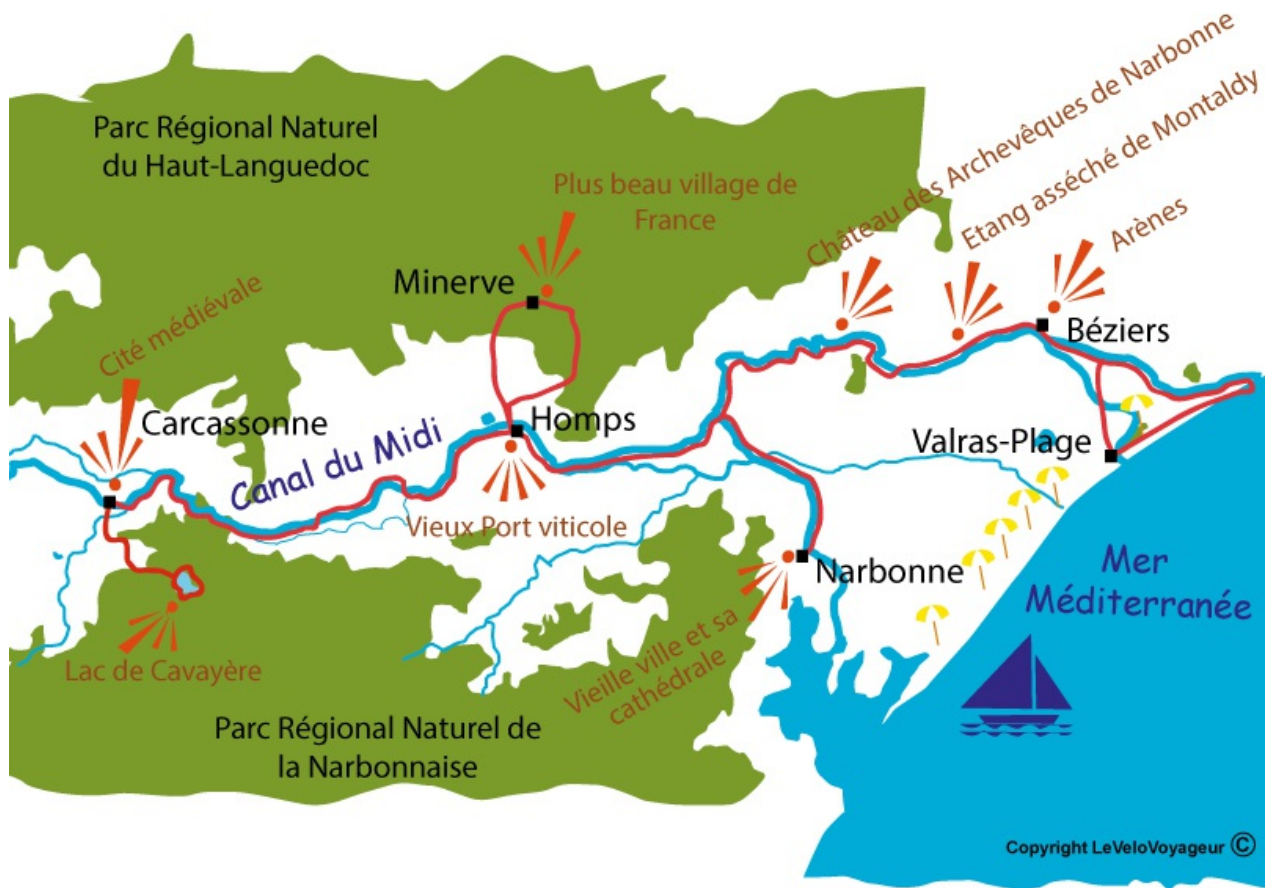 Parc Régional Naturel
du Haut-Languedoc
Plus beau village de
France
Château des Archevêques de Narbonne
Etang asséché de Montaldy
Arènes
Minerve
Cité médiévale
Béziers
Carcassonne
Homps
Canal du Midi
Valras-Plage
Vieux Port viticole
Narbonne
Mer
Méditerranée
Lac de Cavayère
Vieille ville et sa
cathédrale
Parc Régional Naturel de
la Narbonnaise
Copyright LeVeloVoyageur ©